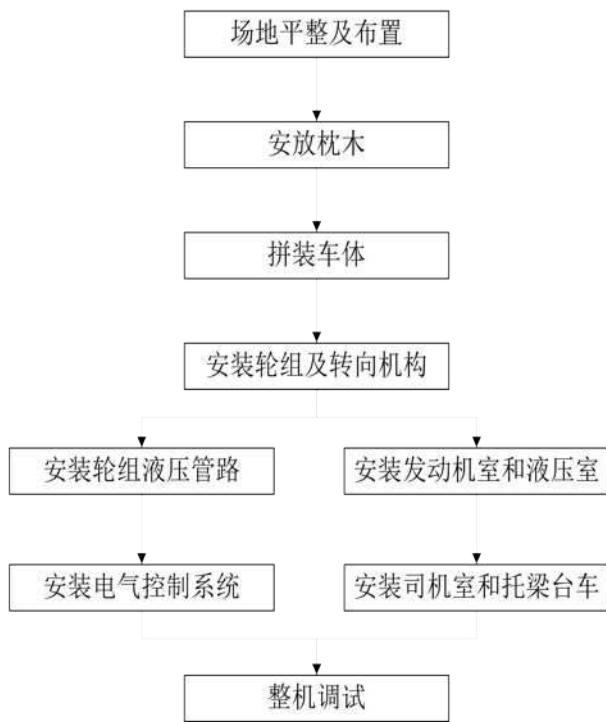 场地平整及布置
安放枕木
拼装车体
安装轮组及转向机构
安装轮组液压管路
安装发动机室和液压室
安装电气控制系统
安装司机室和托梁台车
整机调试